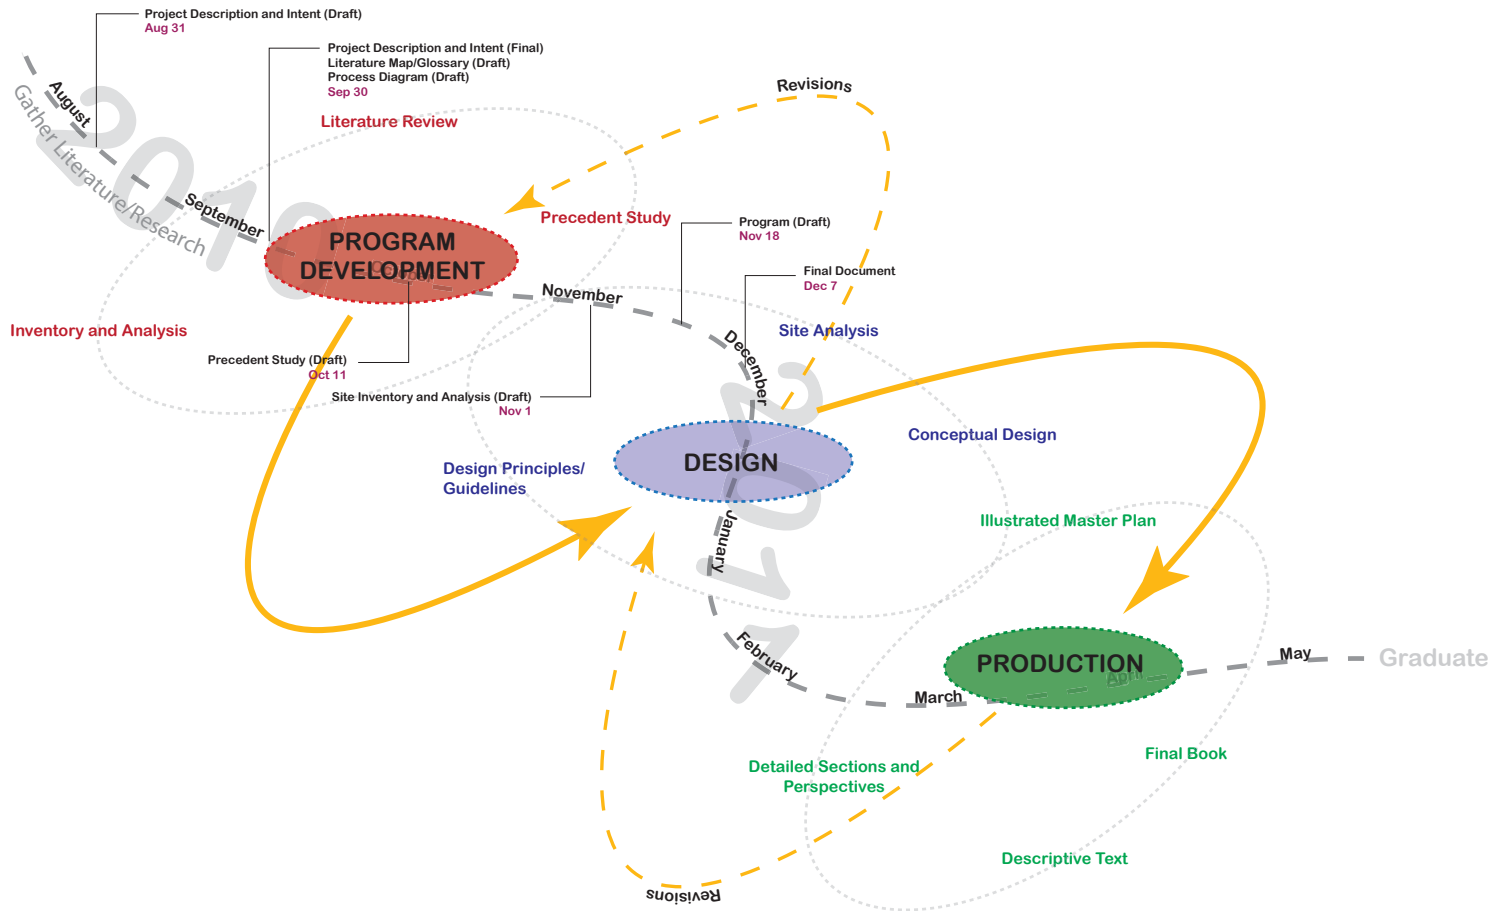 Project Description and Intent (Draft)
Aug 31
Project Description and Intent (Final)
Literature Map/Glossary (Draft)
Process Diagram (Draft)
Sep 30
Literature Review
Revisions
August
Gather Literature/Research
2010
September
PROGRAM
DEVELOPMENT
October
Precedent Study
Program (Draft)
Nov 18
Final Document
Dec 7
November
Inventory and Analysis
Site Analysis
December
Precedent Study (Draft)
Oct 11
Site Inventory and Analysis (Draft)
Nov 1
2011
Conceptual Design
DESIGN
Design Principles/
Guidelines
January
Illustrated Master Plan
February
PRODUCTION
April
May
Graduate
March
Final Book
Detailed Sections and
Perspectives
Descriptive Text
Revisions